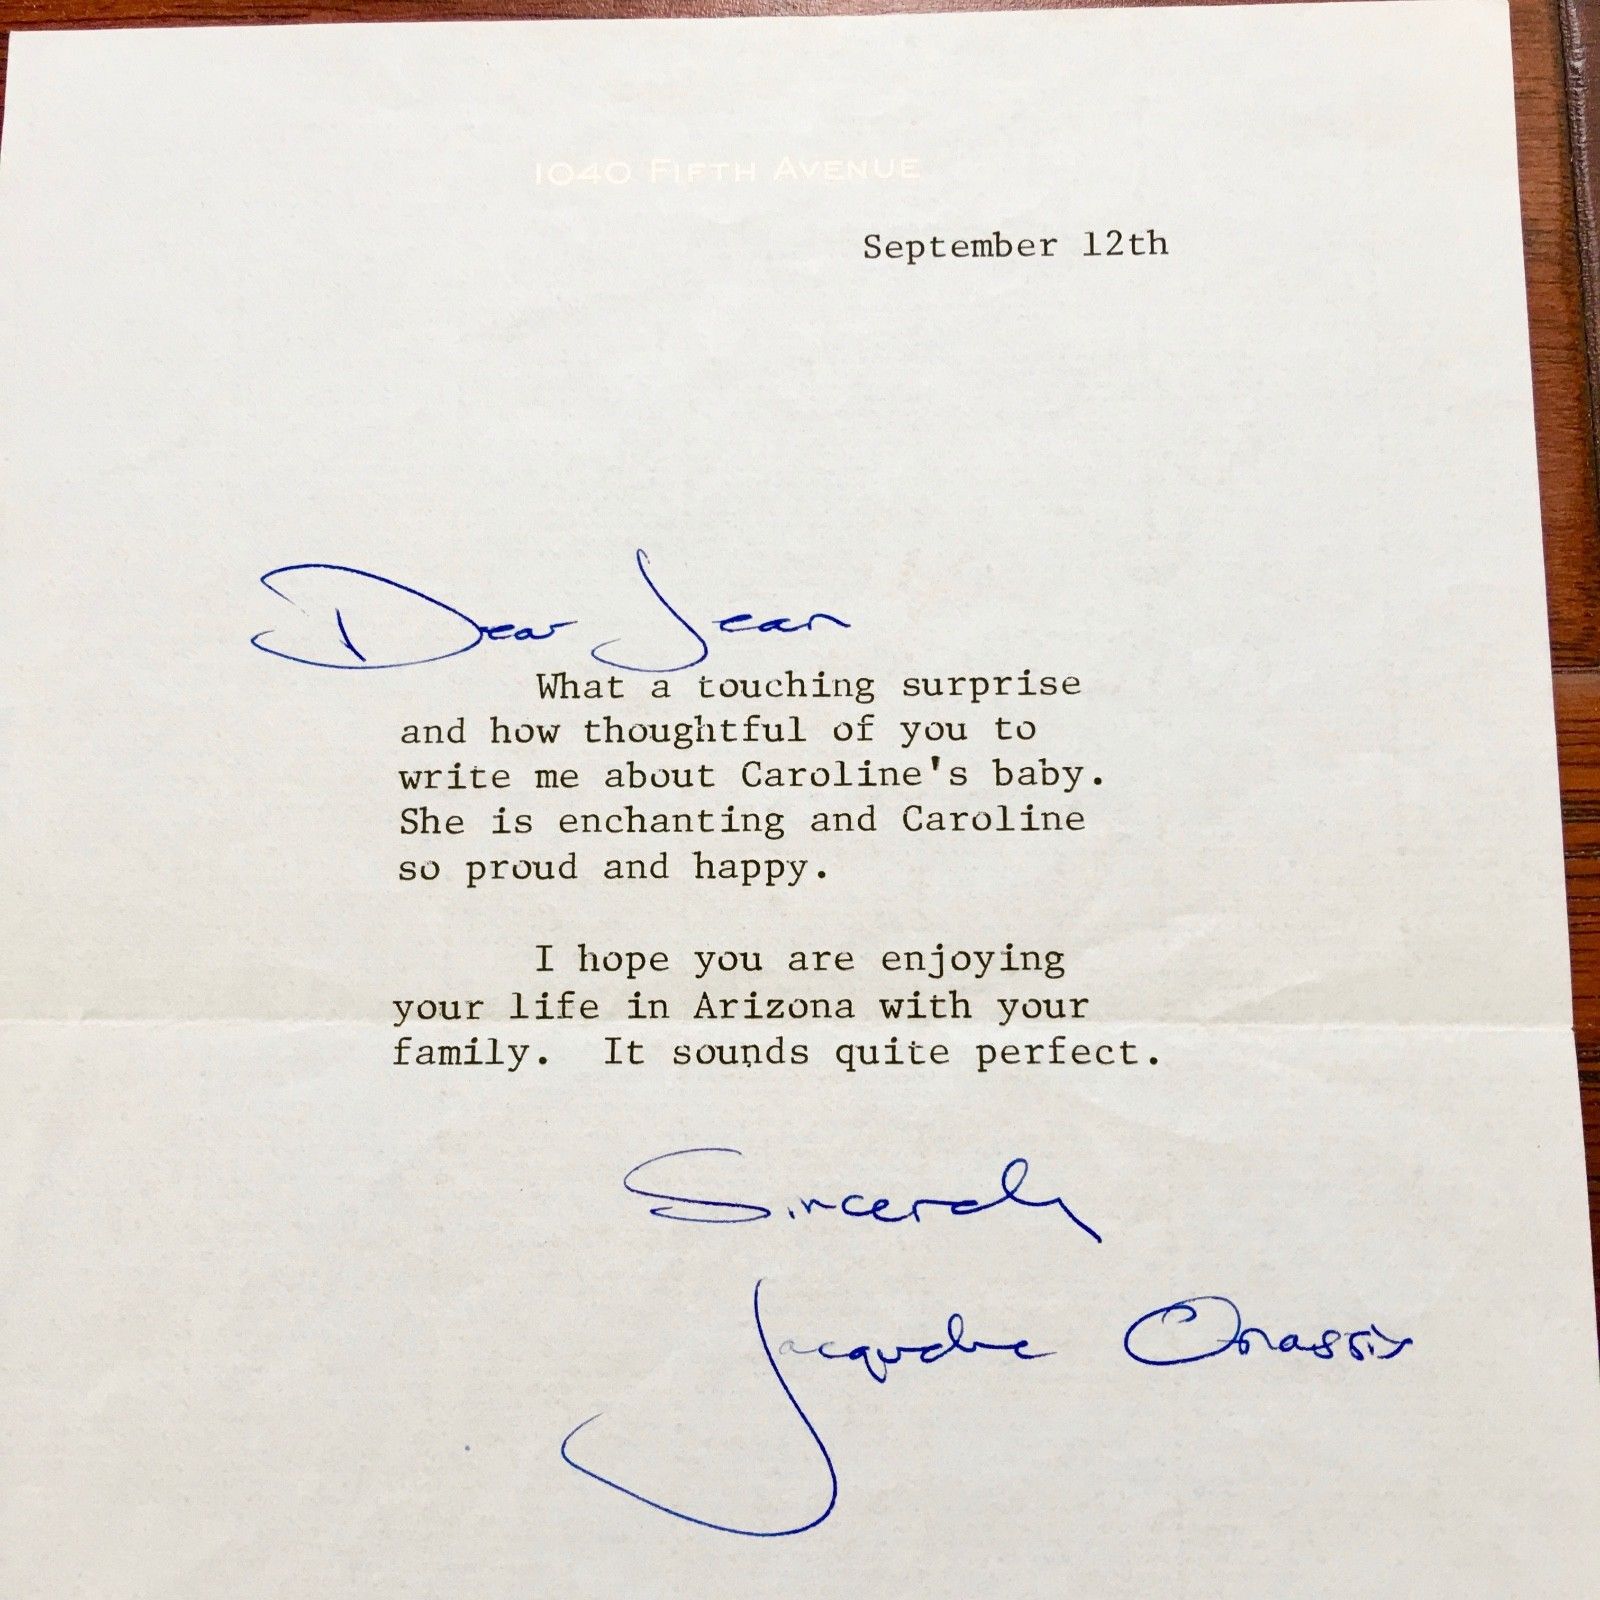 1040 FIFTH AVENUE
September 12th
Dear Jean
What a touching surprise
and how thoughtful of you to
write me about Caroline's baby.
She is enchanting and Caroline
so proud and happy.
I hope you are enjoying
your life in Arizona with your
family. It sounds quite perfect.
Sincerely
Jacqueline Onassis